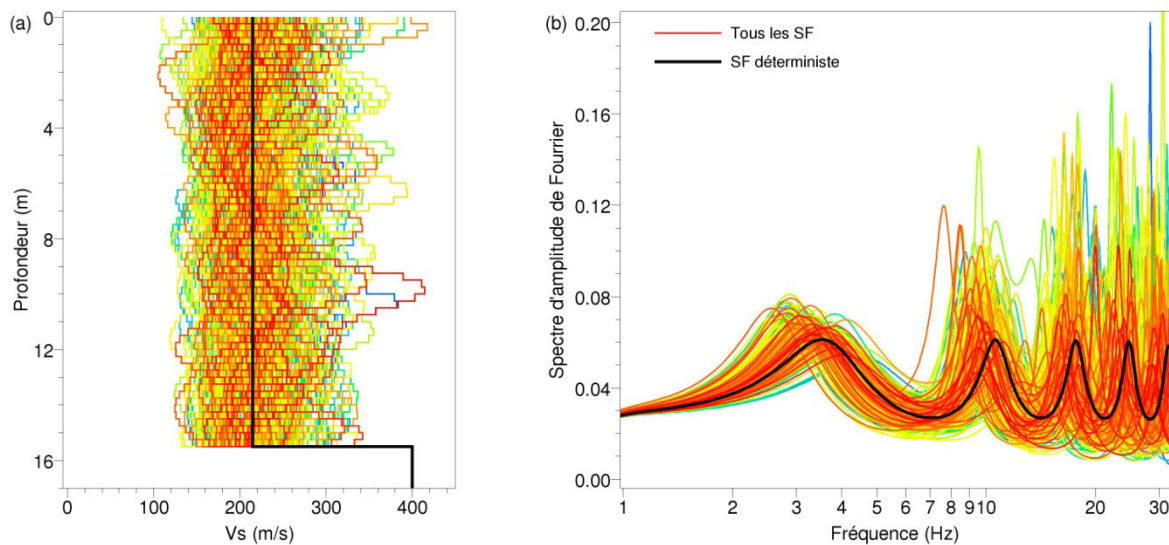 (a)
0
4
8
12
16
Profondeur (m)
0 100 200 300 400
Vs (m/s)
(b)
0.20
0.16
0.12
0.08
0.04
0.00
Spectre d'amplitude de Fourrier
Tous les SF
SF déterministe
1 2 3 4 5 6 7 8 9 10 20 30
Fréquence (Hz)